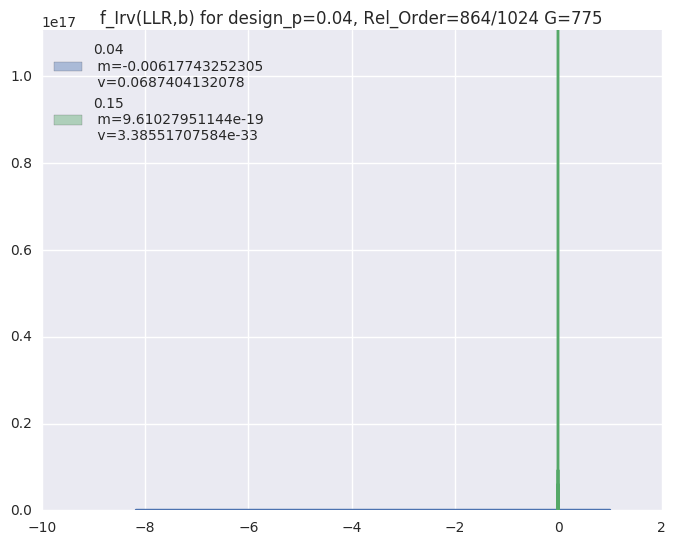 f_Irv(LLR,b) for design_p=0.04, Rel_Order=864/1024 G=775
1e17
0.04
m=-0.00617743252305
v=0.0687404132078
0.15
m=9.61027951144e-19
v=3.38551707584e-33
1.0
0.8
0.6
0.4
0.2
0.0
−10
−8
−6
−4
−2
0
2